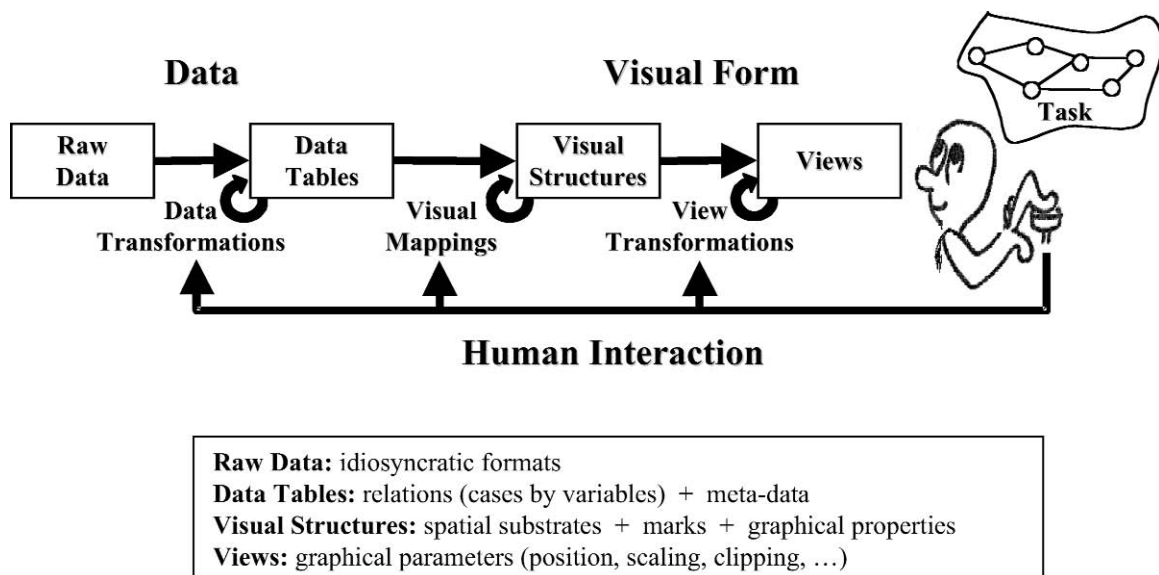 Data
Visual Form
Task
Raw
Data
Data
Tables
Visual
Structures
Views
Data
Transformations
Visual
Mappings
View
Transformations
Human Interaction
Raw Data: idiosyncratic formats
Data Tables: relations (cases by variables) + meta-data
Visual Structures: spatial substrates + marks + graphical properties
Views: graphical parameters (position, scaling, clipping, …)